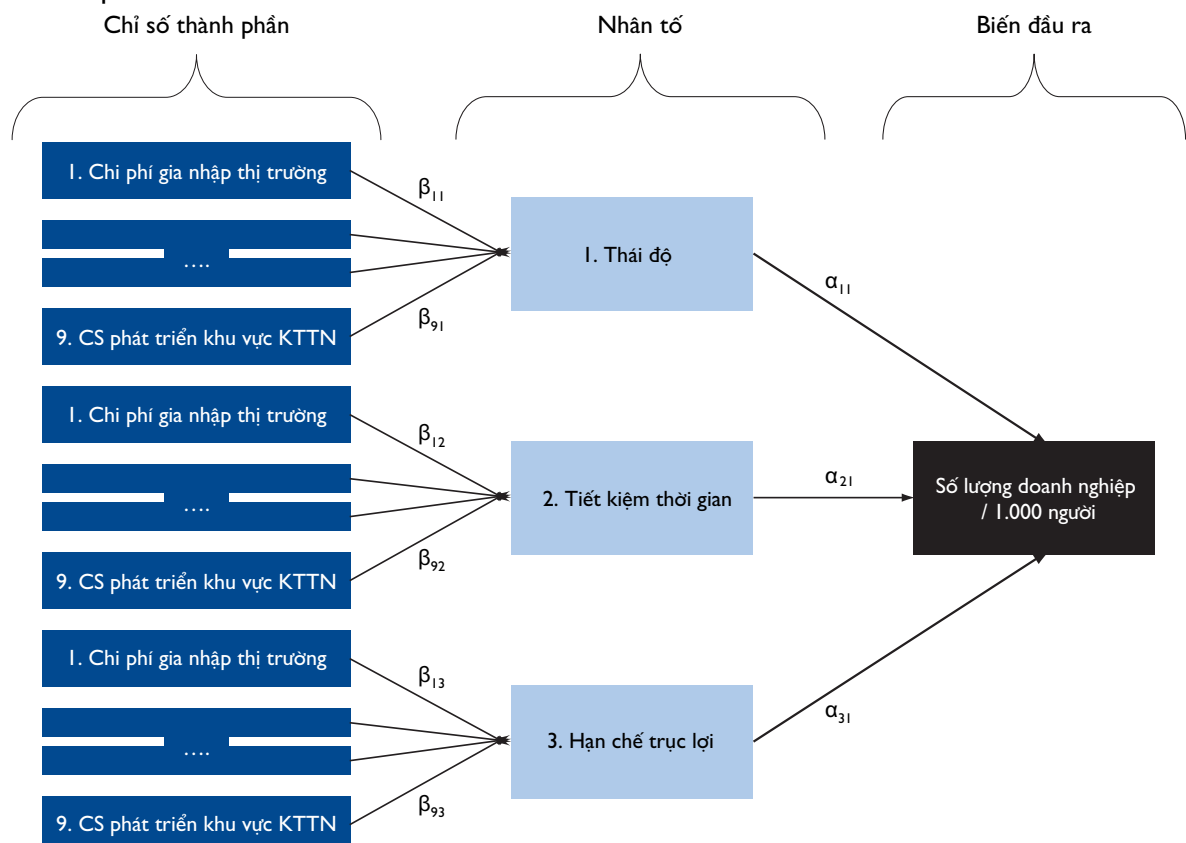 Chỉ số thành phần
Nhân tố
Biến đầu ra
1. Chi phí gia nhập thị trường
β11
….
1. Thái độ
α11
9. CS phát triển khu vực KTTN
β91
1. Chi phí gia nhập thị trường
β12
….
2. Tiết kiệm thời gian
α21
Số lượng doanh nghiệp
/ 1.000 người
9. CS phát triển khu vực KTTN
β92
1. Chi phí gia nhập thị trường
β13
….
3. Hạn chế trục lợi
α31
9. CS phát triển khu vực KTTN
β93